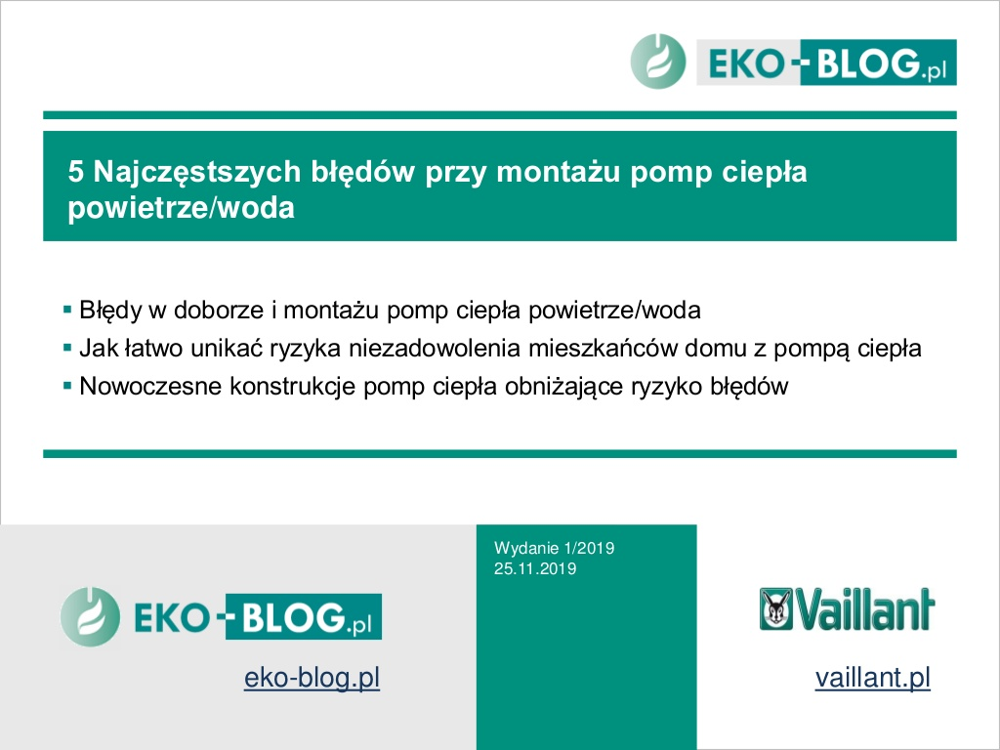 EKO-BLOG.pl
5 Najczęstszych błędów przy montażu pomp ciepła
powietrze/woda
▪ Błędy w doborze i montażu pomp ciepła powietrze/woda
▪ Jak łatwo unikać ryzyka niezadowolenia mieszkańców domu z pompą ciepła
▪ Nowoczesne konstrukcje pomp ciepła obniżające ryzyko błędów
Wydanie 1/2019
25.11.2019
EKO-BLOG.pl
eko-blog.pl
Vaillant
vaillant.pl